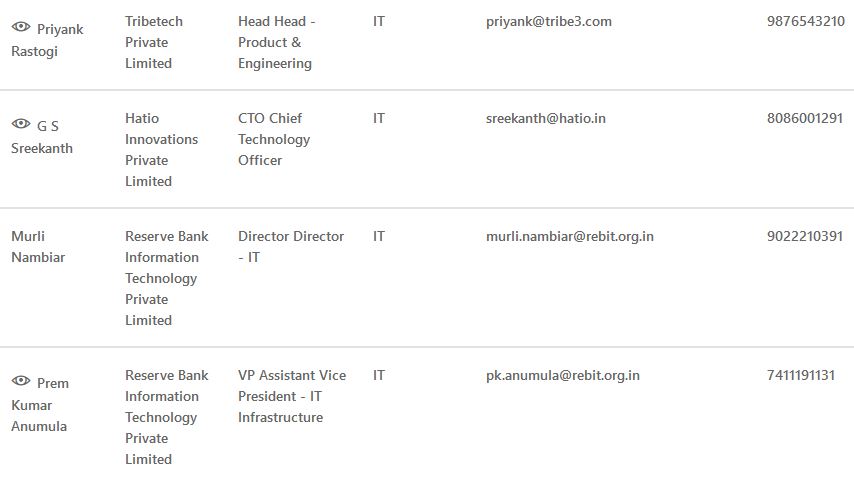 Priyank
Rastogi
Tribetech
Private
Limited
Head Head -
Product &
Engineering
IT
priyank@tribe3.com
9876543210
G S
Sreekanth
Hatio
Innovations
Private
Limited
CTO Chief
Technology
Officer
IT
sreekanth@hatio.in
8086001291
Murli
Nambiar
Reserve Bank
Information
Technology
Private
Limited
Director Director
- IT
IT
murli.nambiar@rebit.org.in
9022210391
Prem
Kumar
Anumula
Reserve Bank
Information
Technology
Private
Limited
VP Assistant Vice
President - IT
Infrastructure
IT
pk.anumula@rebit.org.in
7411191131